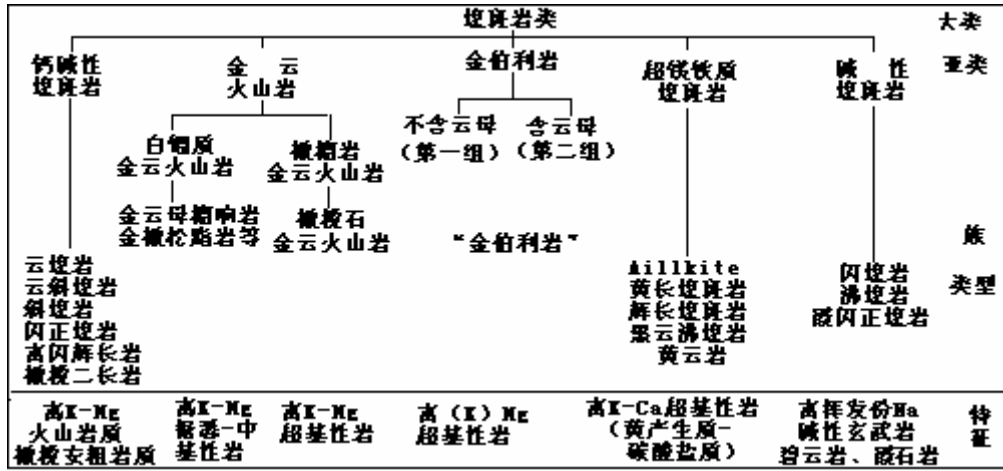 煌斑岩类
大类
钙碱性
煌斑岩
金 云
火山岩
金伯利岩
超镁铁质
煌斑岩
碱 性
煌斑岩
亚类
白榴质
金云火山岩
橄榄岩
金云火山岩
不含云母
（第一组）
含云母
（第二组）
金云母榴响岩
金橄松脂岩等
橄榄石
金云火山岩
“金伯利岩”
族
云煌岩
云斜煌岩
斜煌岩
闪正煌岩
富闪辉长岩
橄榄二长岩
Aillkite
黄长煌斑岩
辉长煌斑岩
黑云沸煌岩
黄云岩
闪煌岩
沸煌岩
霞闪正煌岩
类型
高K-Mg
火山岩质
橄榄安粗岩质
高K-Mg
基性岩
高K-Mg
超基性岩
高（K）Mg
超基性岩
高K-Ca超基性岩
（黄产生质-
碳酸盐质）
高挥发份Na
碱性玄武岩
碧云岩、霞石岩
特
征